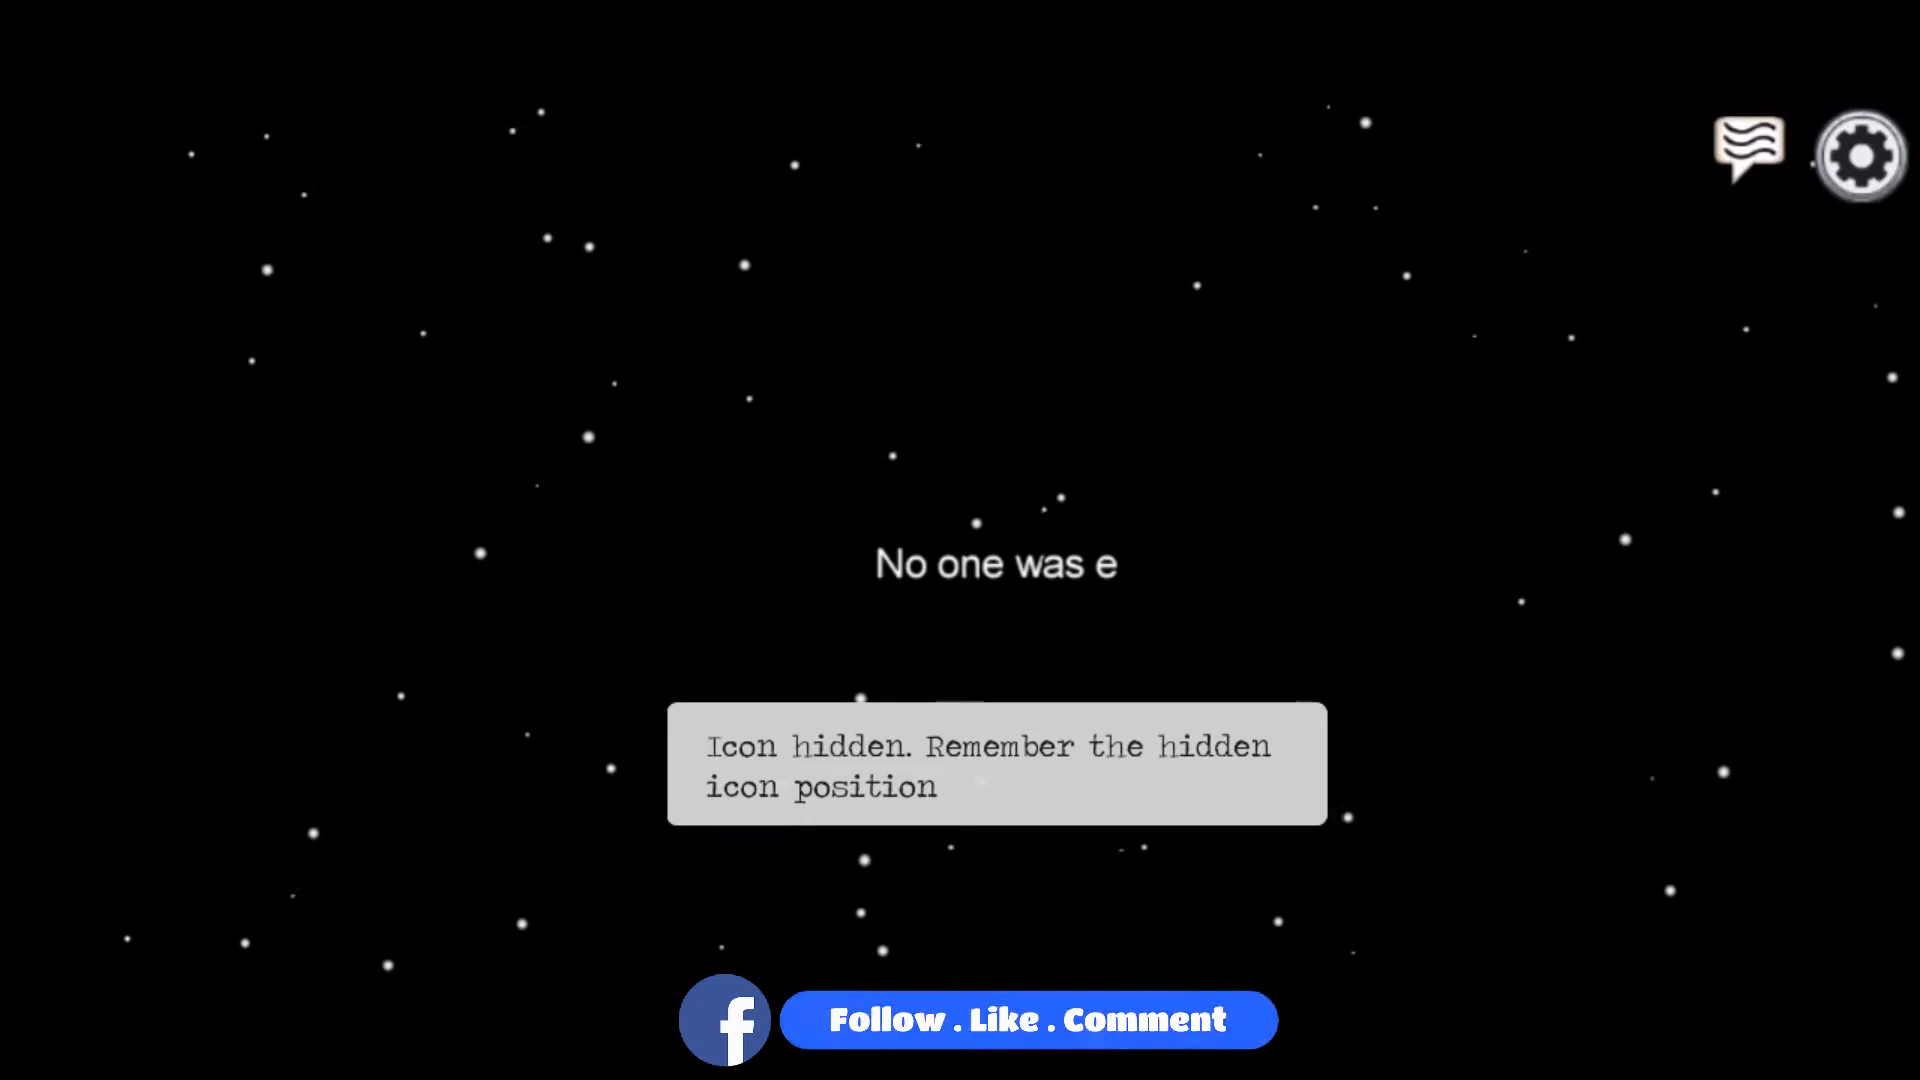 No one was e
Icon hidden. Remember the hidden
icon position
Follow . Like . Comment